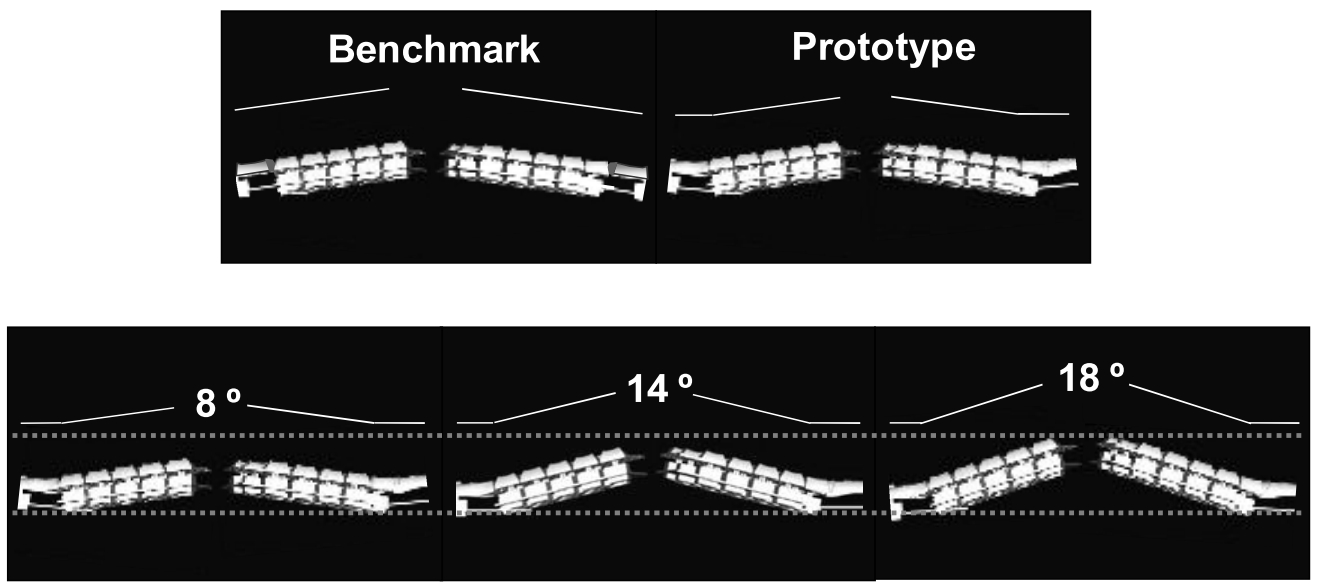 Benchmark
Prototype
8 º
14 º
18 º